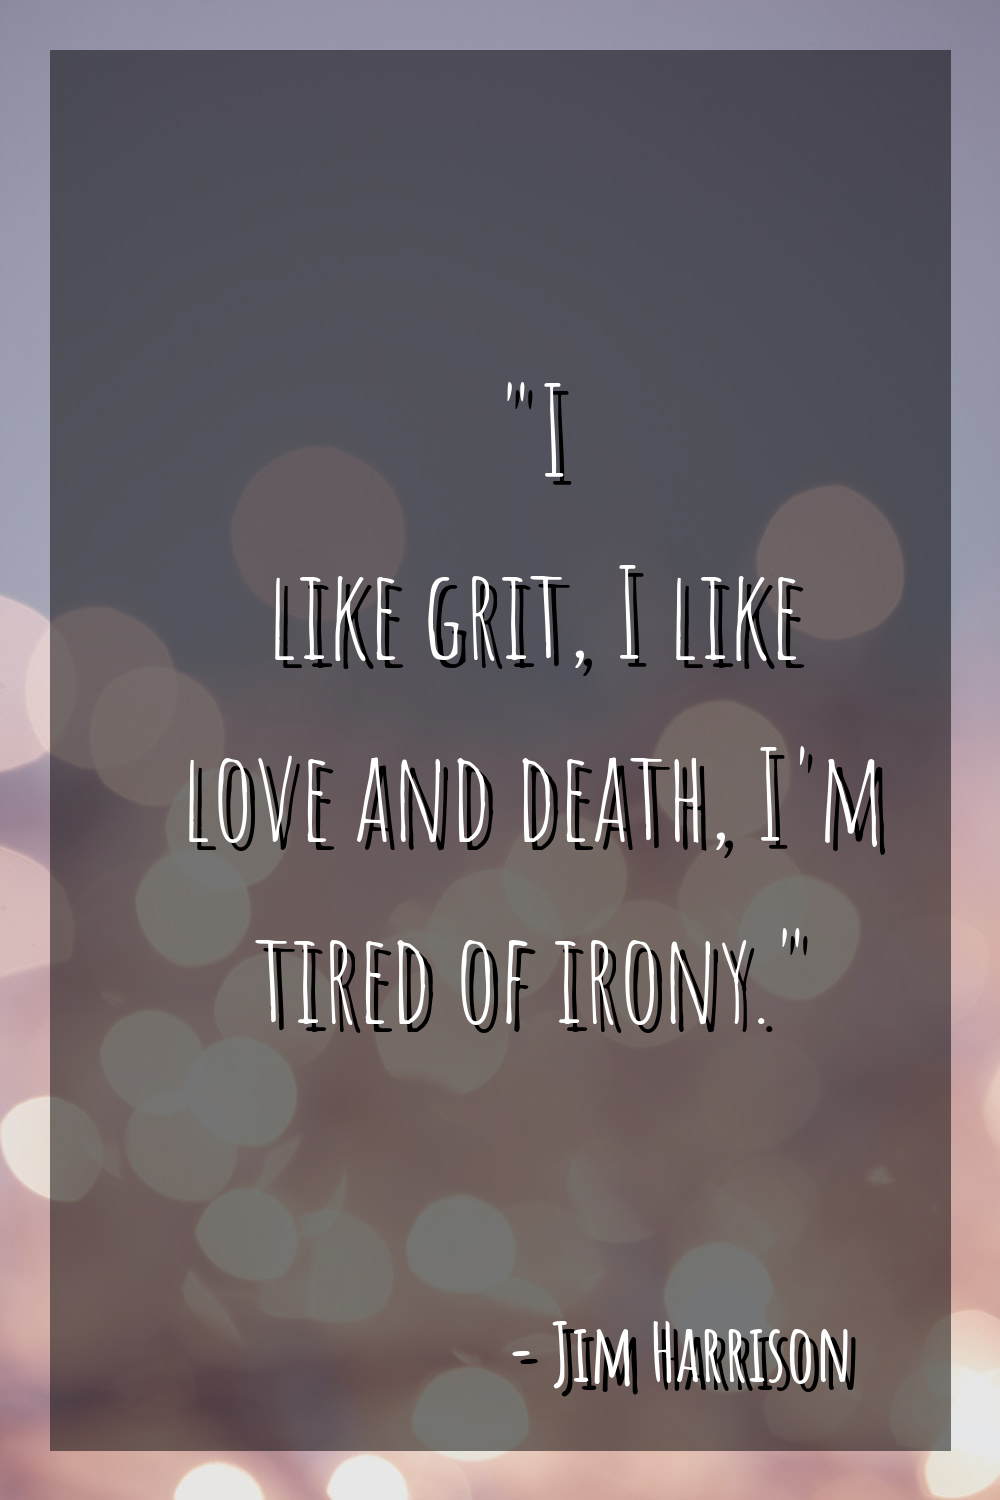 "I
like grit, I like
love and death, I'm
tired of irony."
- Jim Harrison